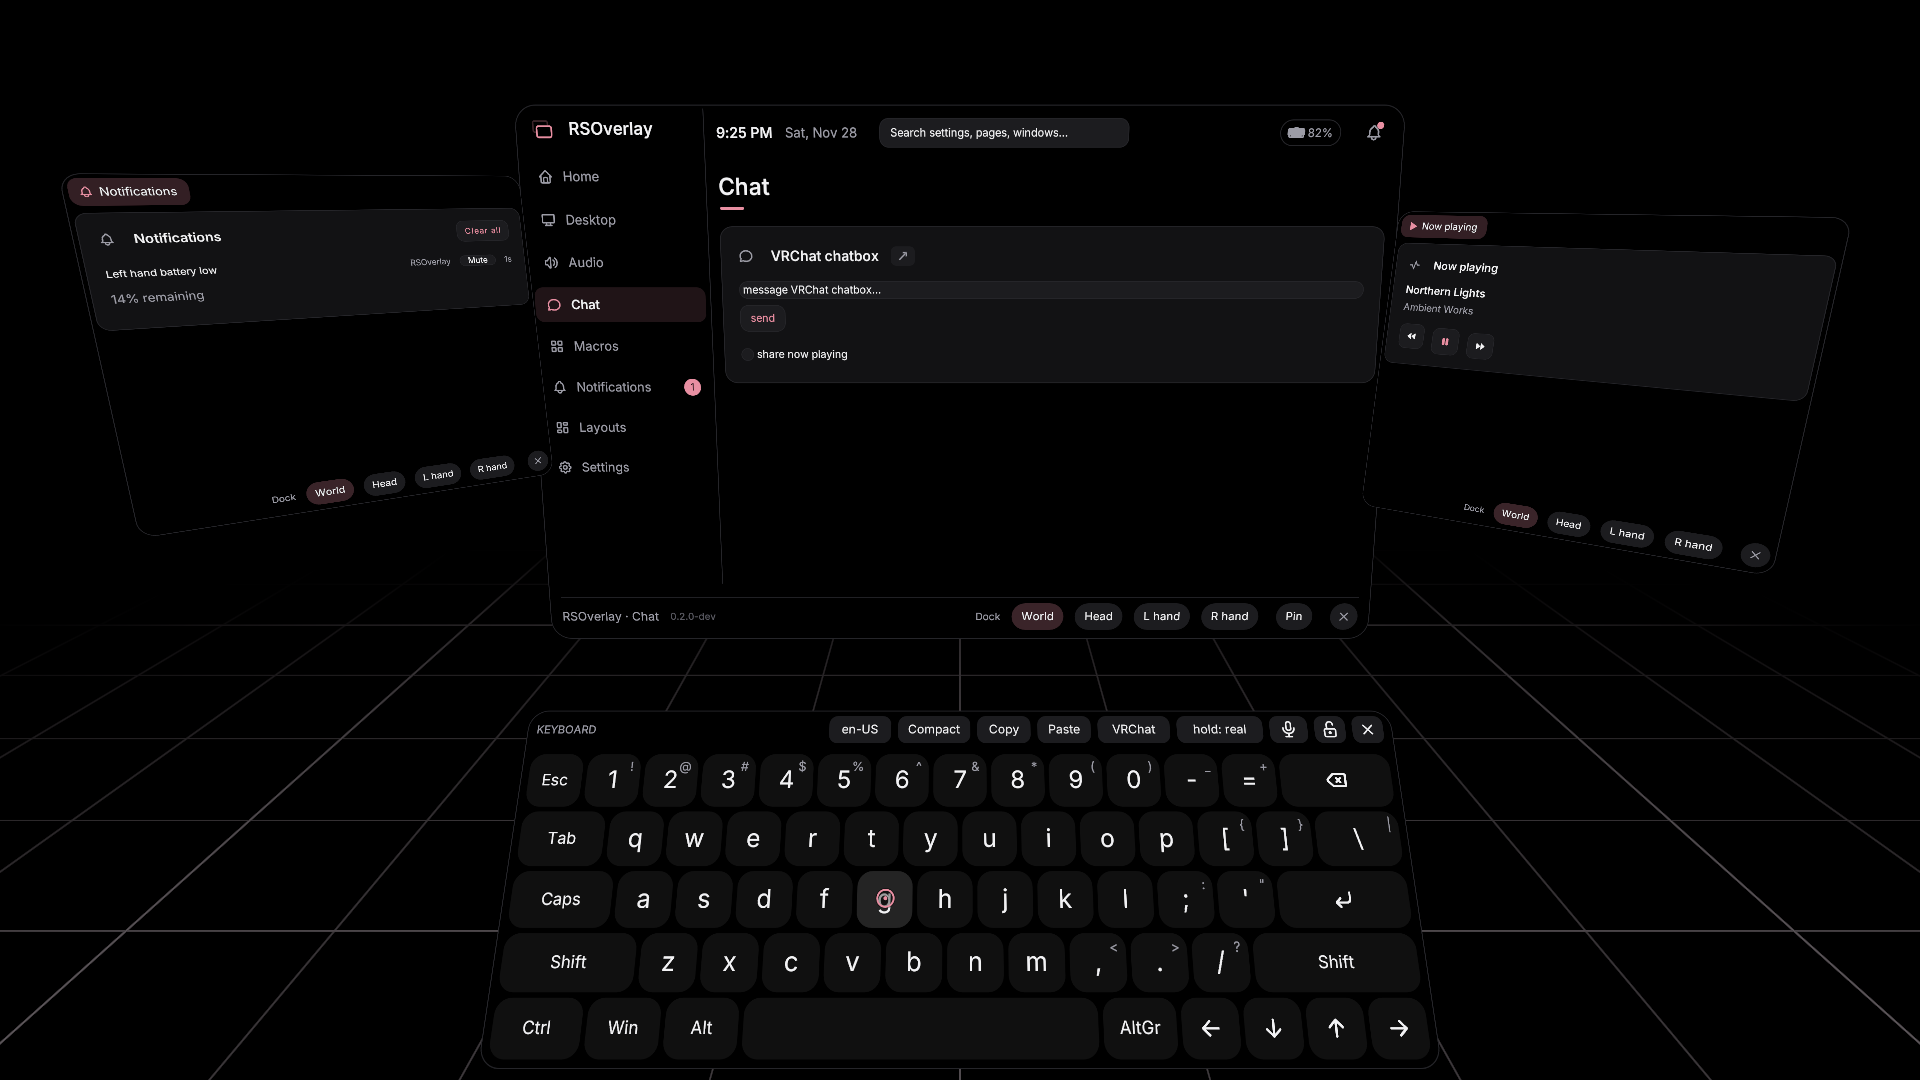 RSOverlay
9:25 PM Sat, Nov 28
Search settings, pages, windows...
82%
Home
Desktop
Audio
Chat
Macros
Notifications 1
Layouts
Settings
Chat
VRChat chatbox
message VRChat chatbox...
send
share now playing
RSOverlay · Chat 0.2.0-dev
Dock World Head L hand R hand Pin
Notifications
Notifications
Clear all
Left hand battery low
RSOverlay Mute 1s
14% remaining
Dock World Head L hand R hand
Now playing
Now playing
Northern Lights
Ambient Works
Dock World Head L hand R hand
KEYBOARD en-US Compact Copy Paste VRChat hold: real
Esc 1 ! 2 @ 3 # 4 $ 5 % 6 ^ 7 & 8 * 9 ( 0 ) - _ = +
Tab q w e r t y u i o p [ { ] } \ |
Caps a s d f g h j k l ; : ' "
Shift z x c v b n m , < . > / ? Shift
Ctrl Win Alt AltGr ← ↓ ↑ →